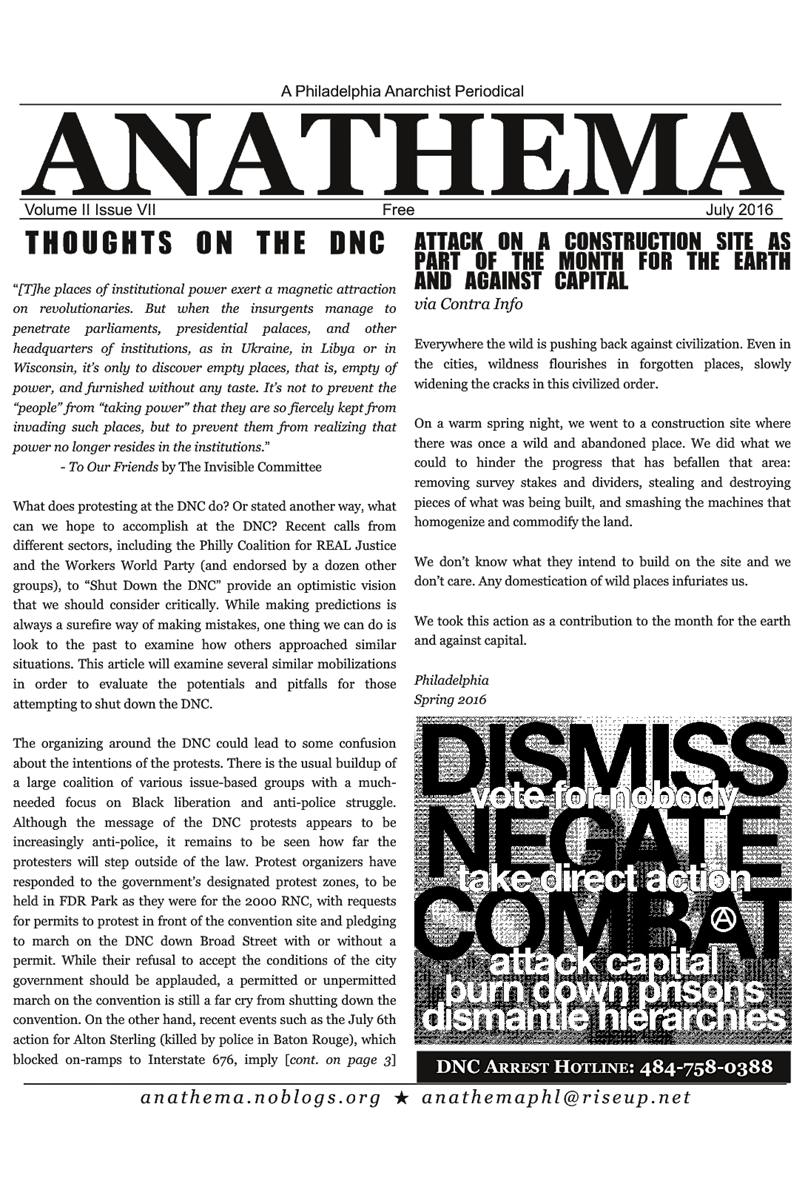 A Philadelphia Anarchist Periodical
ANATHEMA
Volume II Issue VII Free July 2016
THOUGHTS ON THE DNC
“[T]he places of institutional power exert a magnetic attraction
on revolutionaries. But when the insurgents manage to
penetrate parliaments, presidential palaces, and other
headquarters of institutions, as in Ukraine, in Libya or in
Wisconsin, it’s only to discover empty places, that is, empty of
power, and furnished without any taste. It’s not to prevent the
“people” from “taking power” that they are so fiercely kept from
invading such places, but to prevent them from realizing that
power no longer resides in the institutions.”
- To Our Friends by The Invisible Committee
What does protesting at the DNC do? Or stated another way, what
can we hope to accomplish at the DNC? Recent calls from
different sectors, including the Philly Coalition for REAL Justice
and the Workers World Party (and endorsed by a dozen other
groups), to “Shut Down the DNC” provide an optimistic vision
that we should consider critically. While making predictions is
always a surefire way of making mistakes, one thing we can do is
look to the past to examine how others approached similar
situations. This article will examine several similar mobilizations
in order to evaluate the potentials and pitfalls for those
attempting to shut down the DNC.
The organizing around the DNC could lead to some confusion
about the intentions of the protests. There is the usual buildup of
a large coalition of various issue-based groups with a much-
needed focus on Black liberation and anti-police struggle.
Although the message of the DNC protests appears to be
increasingly anti-police, it remains to be seen how far the
protesters will step outside of the law. Protest organizers have
responded to the government’s designated protest zones, to be
held in FDR Park as they were for the 2000 RNC, with requests
for permits to protest in front of the convention site and pledging
to march on the DNC down Broad Street with or without a
permit. While their refusal to accept the conditions of the city
government should be applauded, a permitted or unpermitted
march on the convention is still a far cry from shutting down the
convention. On the other hand, recent events such as the July 6th
action for Alton Sterling (killed by police in Baton Rouge), which
blocked on-ramps to Interstate 676, imply [cont. on page 3]
ATTACK ON A CONSTRUCTION SITE AS
PART OF THE MONTH FOR THE EARTH
AND AGAINST CAPITAL
via Contra Info
Everywhere the wild is pushing back against civilization. Even in
the cities, wildness flourishes in forgotten places, slowly
widening the cracks in this civilized order.
On a warm spring night, we went to a construction site where
there was once a wild and abandoned place. We did what we
could to hinder the progress that has befallen that area:
removing survey stakes and dividers, stealing and destroying
pieces of what was being built, and smashing the machines that
homogenize and commodify the land.
We don’t know what they intend to build on the site and we
don’t care. Any domestication of wild places infuriates us.
We took this action as a contribution to the month for the earth
and against capital.
Philadelphia
Spring 2016
DISMISS
vote for nobody
NEGATE
take direct action
COMBAT
attack capital
burn down prisons
dismantle hierarchies
DNC ARREST HOTLINE: 484-758-0388
anathema.noblogs.org ★ anathemaphl@riseup.net